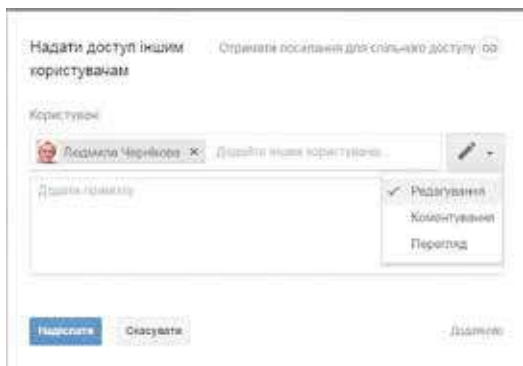 Надати доступ іншим користувачам
Отримати посилання для спільного доступу
Користувачі
Людмила Чернікова × Додайте інших користувачів...
Додати примітку
✓ Редагування
Коментування
Перегляд
Надіслати Скасувати Додатково